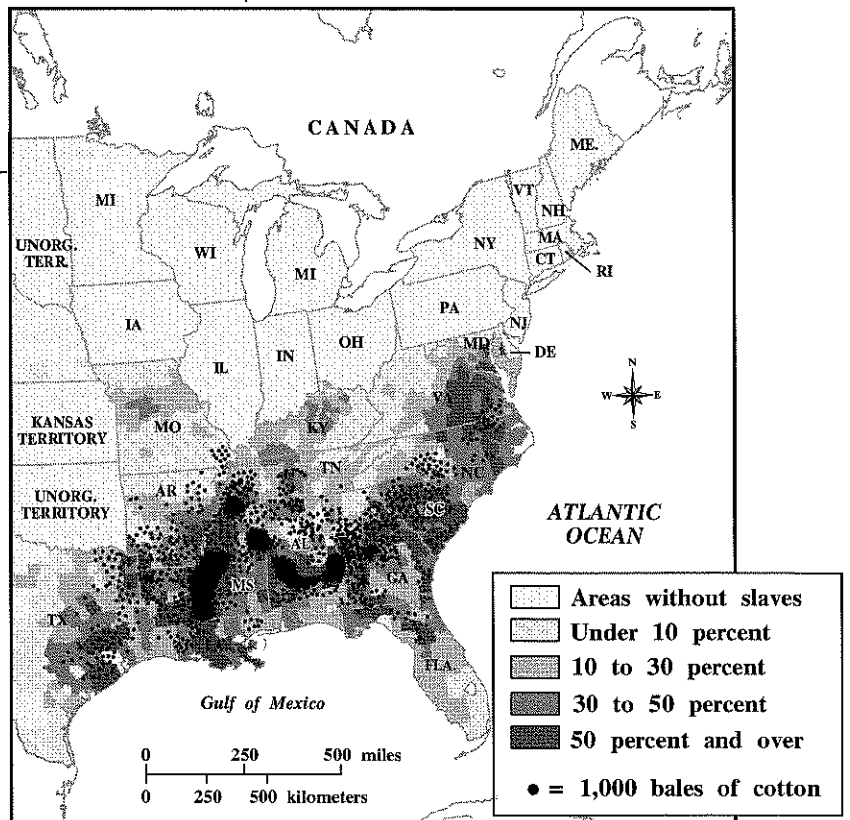 CANADA
ME.
VT
NH
MA
CT
RI
NY
MI
WI
MI
UNORG.
TERR.
IA
PA
NJ
OH
IN
IL
MD
DE
VA
KANSAS
TERRITORY
MO
KY
UNORG.
TERRITORY
AR
TN
NC
SC
AL
MS
GA
TX
LA
FLA.
N
W
E
S
ATLANTIC
OCEAN
Gulf of Mexico
0 250 500 miles
0 250 500 kilometers
Areas without slaves
Under 10 percent
10 to 30 percent
30 to 50 percent
50 percent and over
= 1,000 bales of cotton